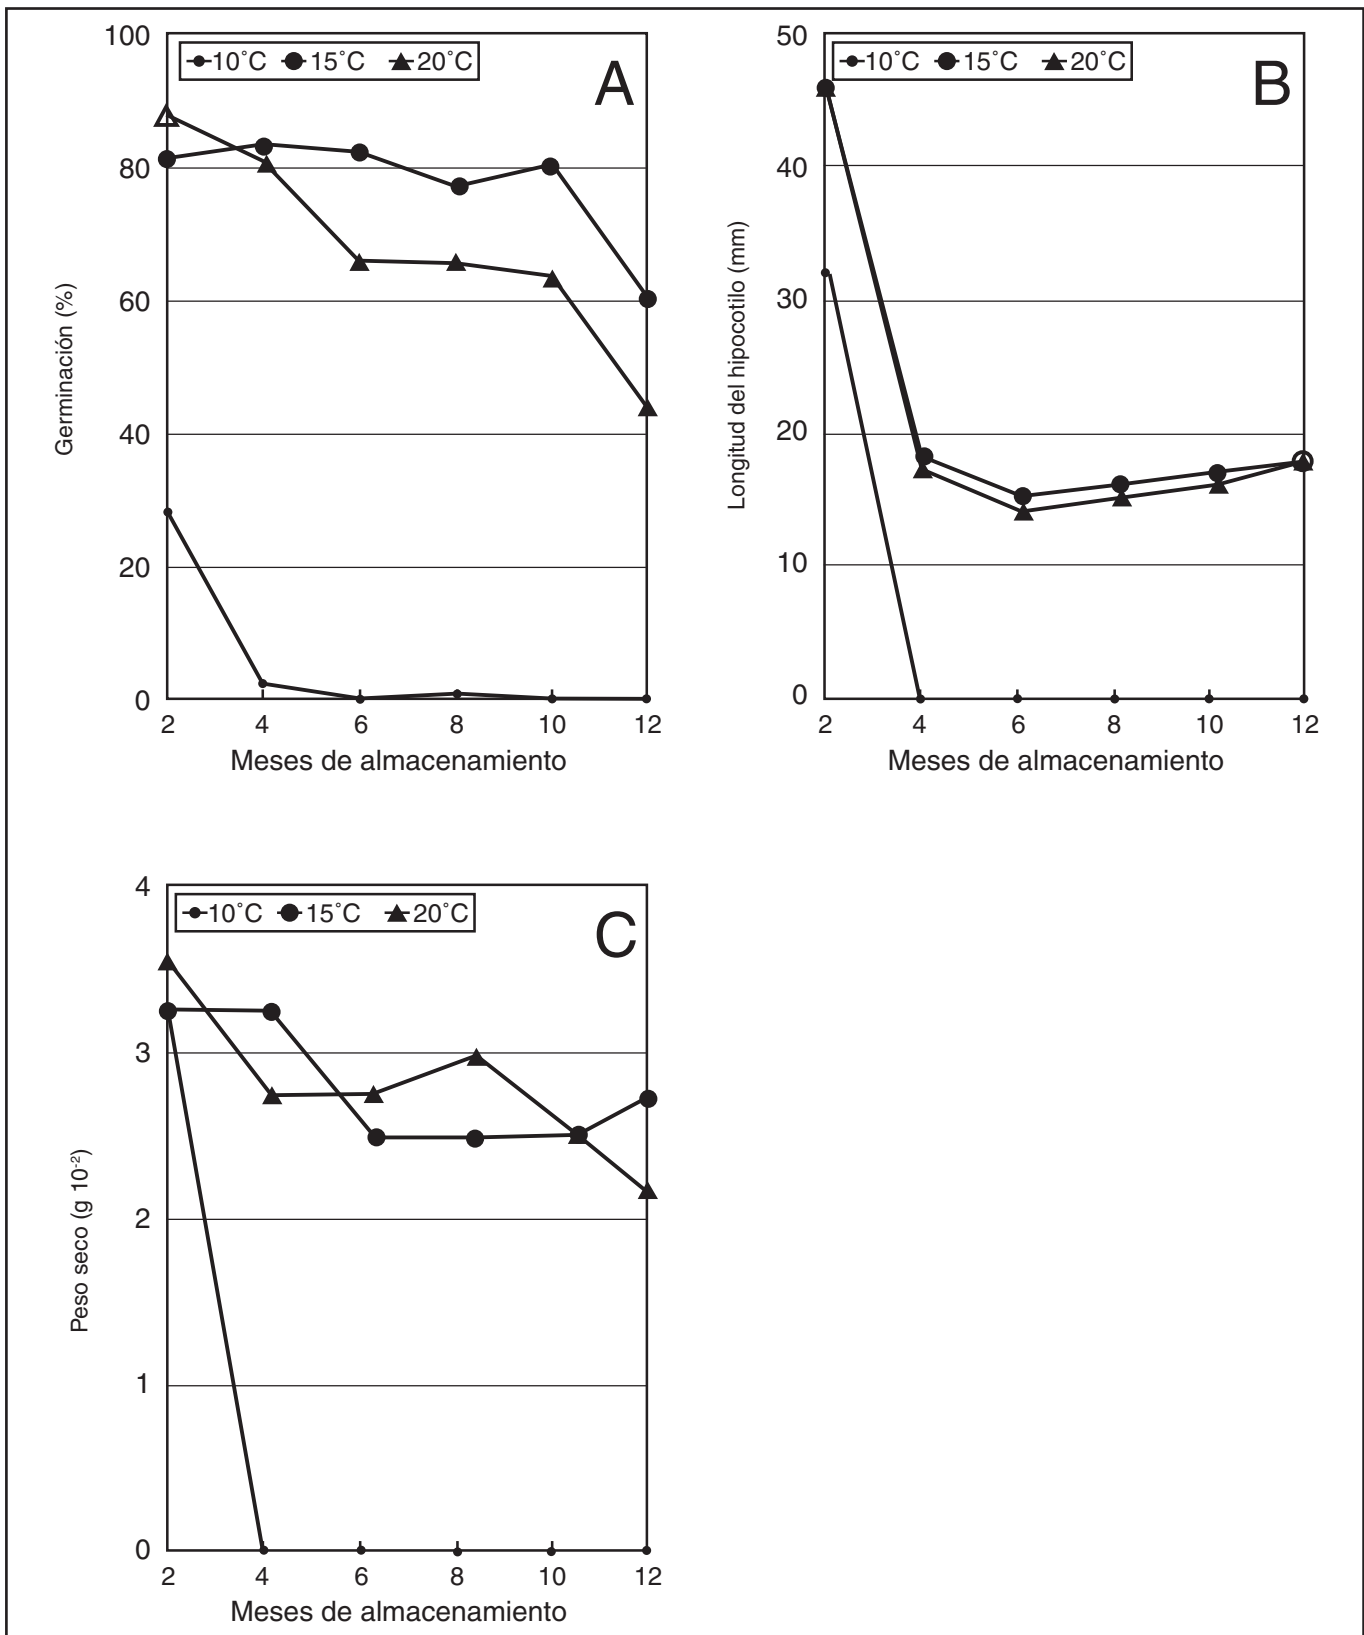 100
80
60
40
20
0
Germinación (%)
10˚C 15˚C 20˚C
A
2 4 6 8 10 12
Meses de almacenamiento
50
40
30
20
10
0
Longitud del hipocotilo (mm)
10˚C 15˚C 20˚C
B
2 4 6 8 10 12
Meses de almacenamiento
4
3
2
1
0
Peso seco (g 10⁻²)
10˚C 15˚C 20˚C
C
2 4 6 8 10 12
Meses de almacenamiento